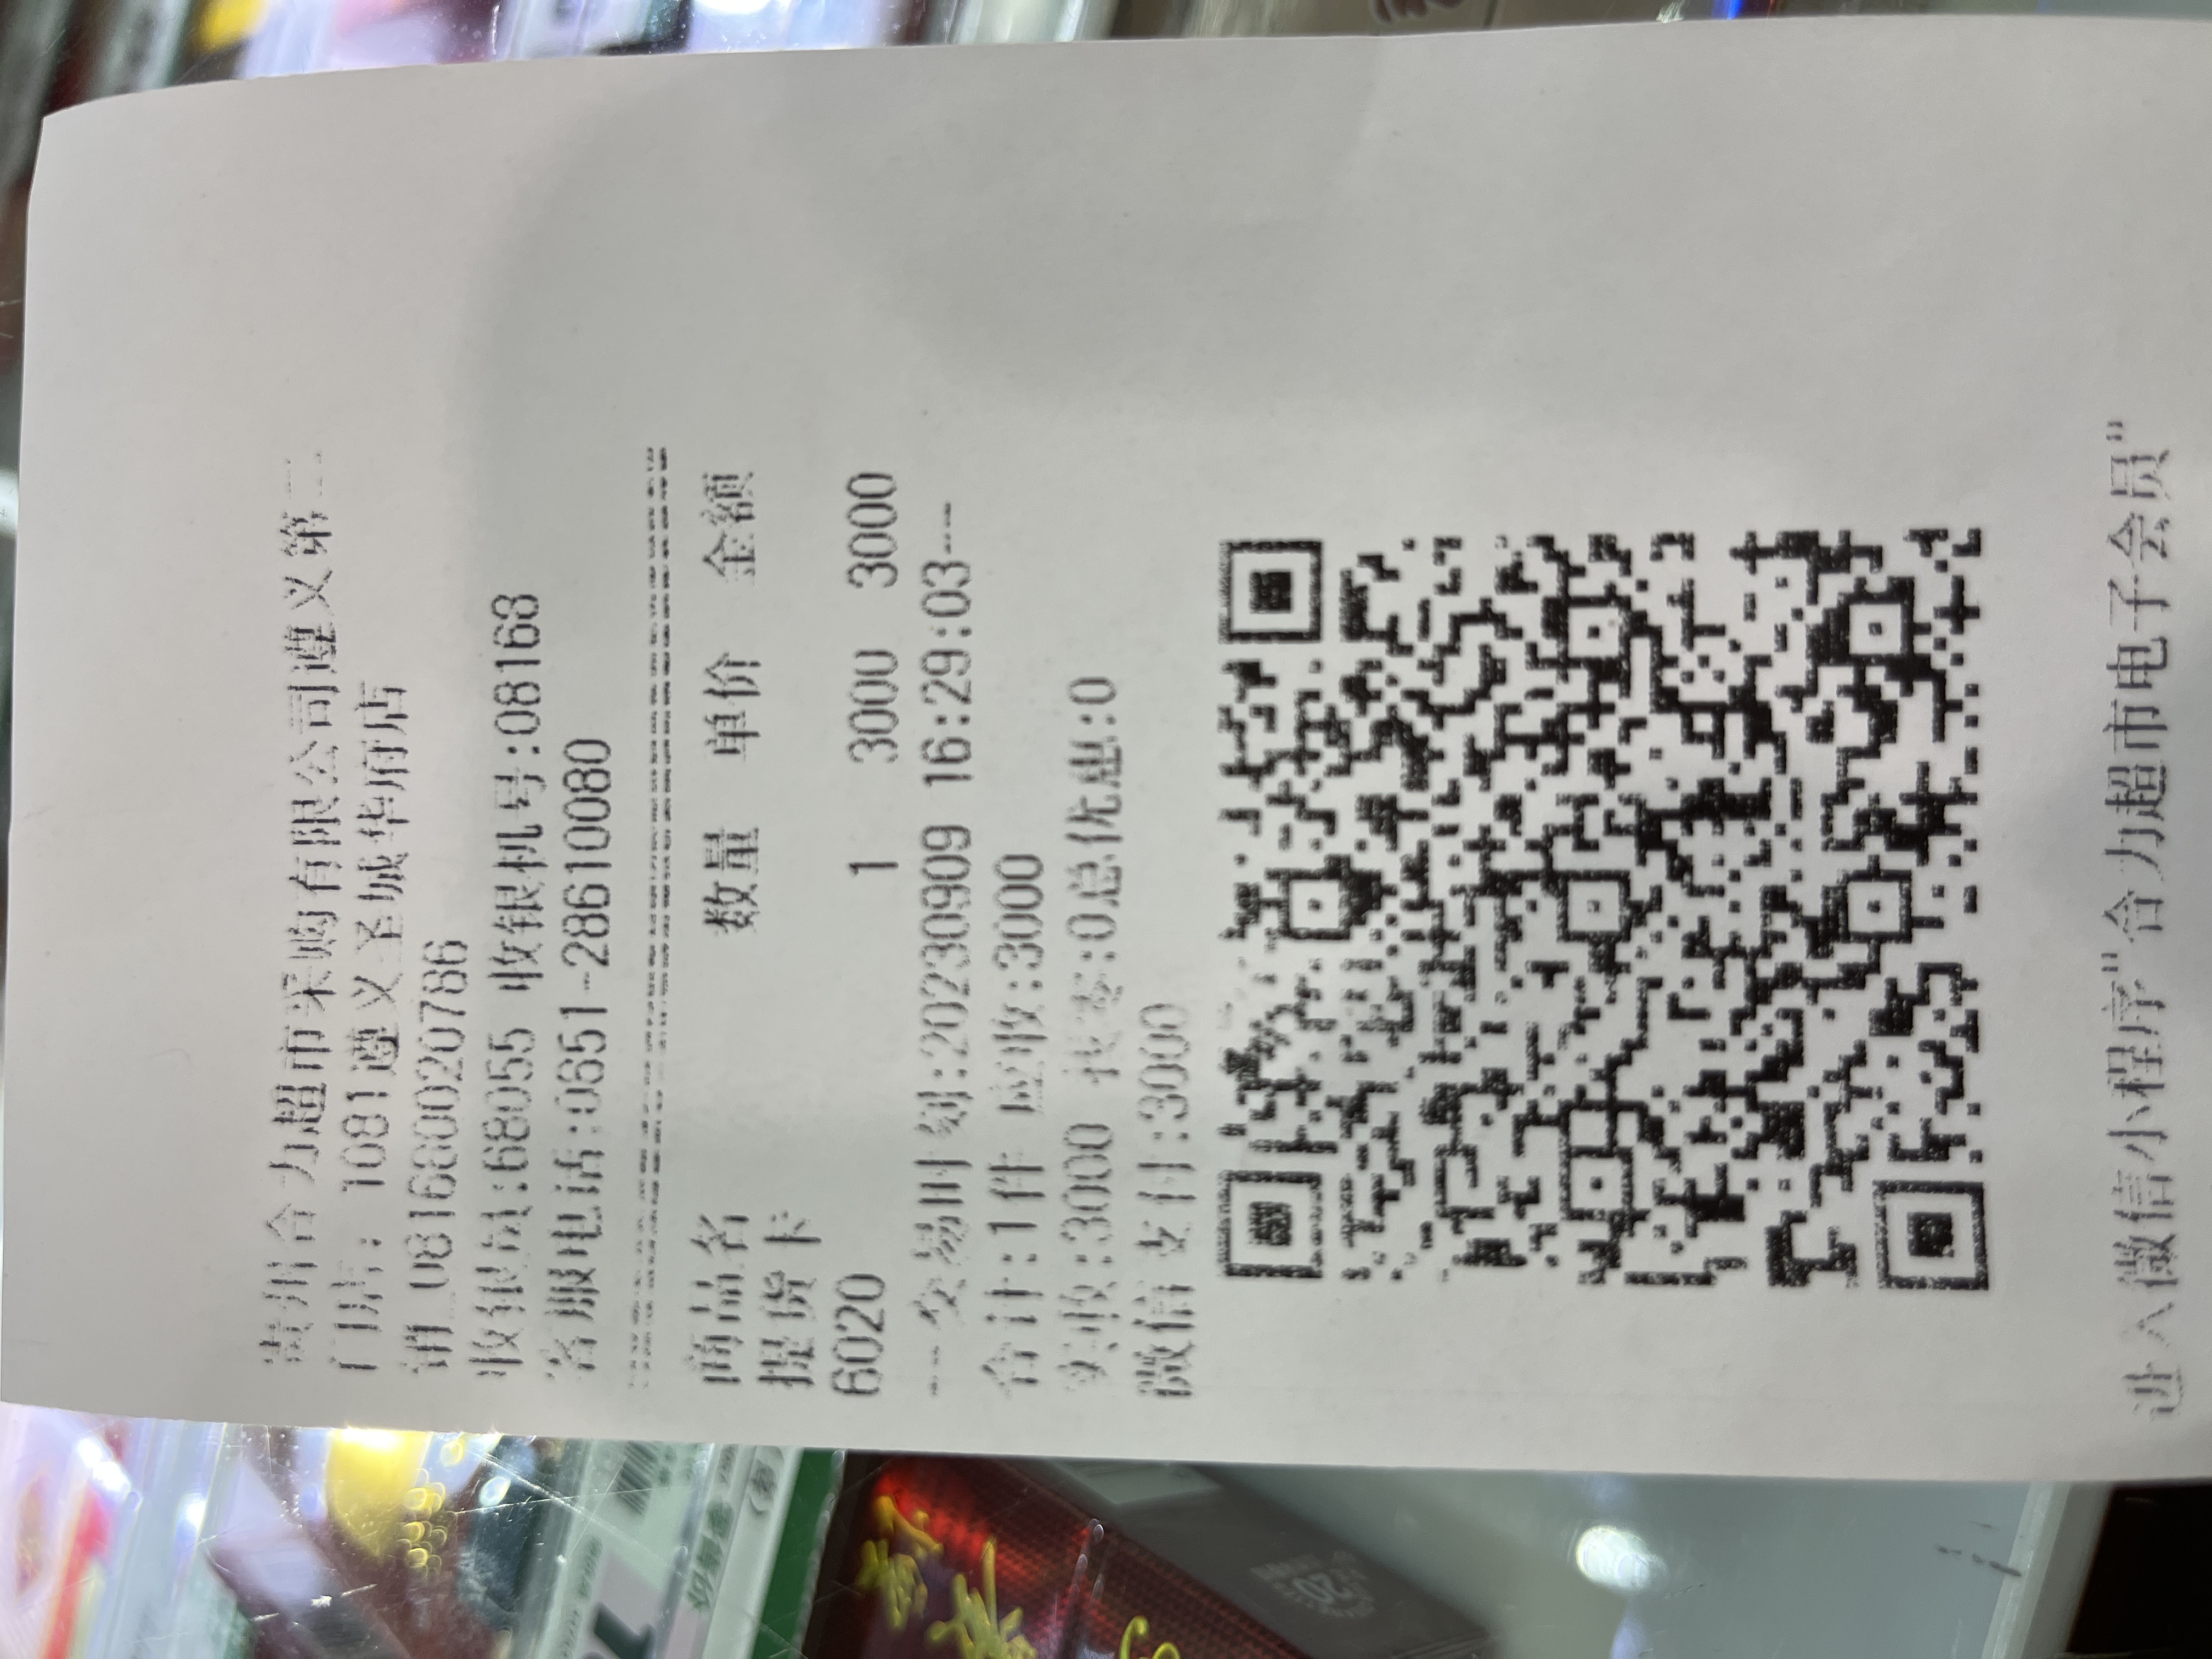 贵州合力超市采购有限公司遵义第二
门店: 1081遵义圣城华府店
销 081680020786
收银员:68055 收银机号:08168
客服电话:0851-28610080
商品名 数量 单价 金额
提货卡
6020 1 3000 3000
---交易时刻:20230909 16:29:03---
合计:1件 应收:3000
实收:3000 找零:0总优惠:0
微信支付:3000
进入微信小程序"合力超市电子会员"